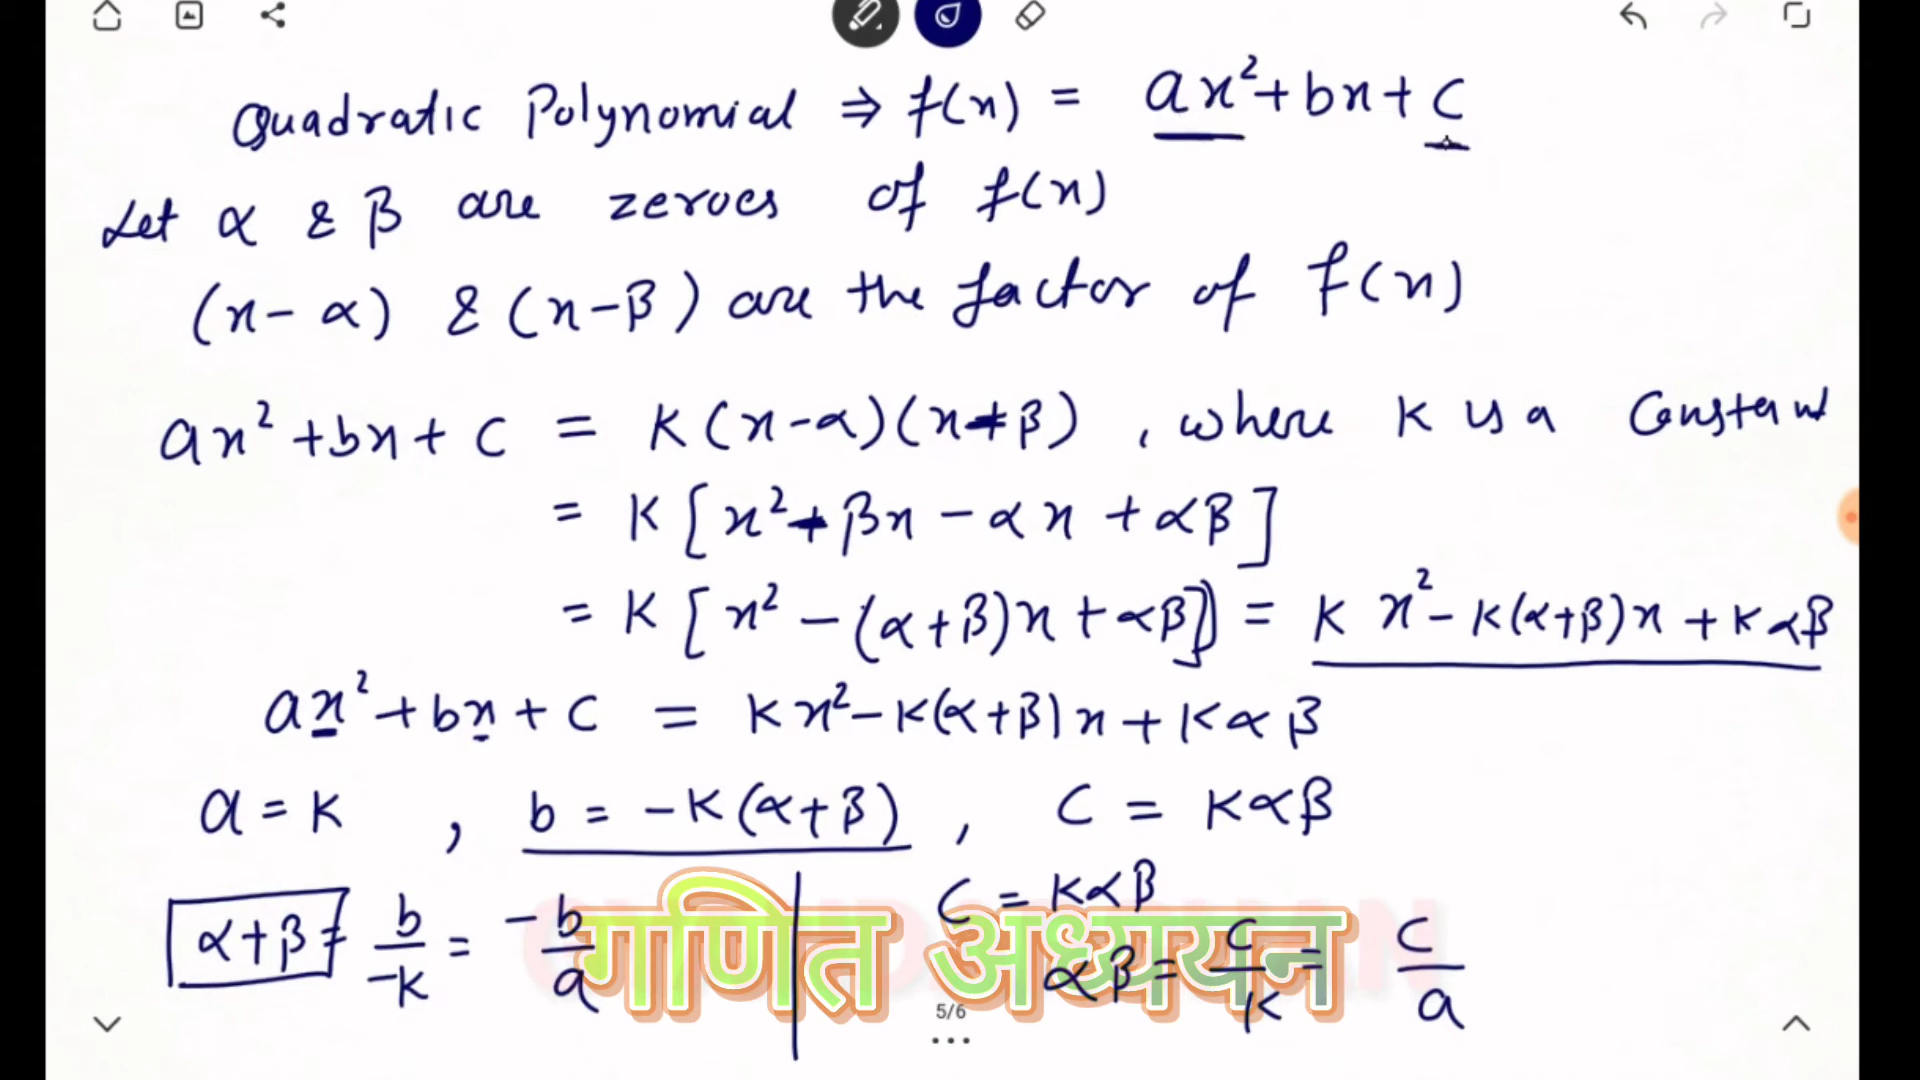 Quadratic Polynomial ⇒ f(x) = ax²+bx+c
Let α & β are zeroes of f(x)
(x-α) & (x-β) are the factor of f(x)
ax²+bx+c = K(x-α)(x-β), where K is a Constant
= K[x²-βx-αx+αβ]
= K[x²-(α+β)x+αβ] = Kx²-K(α+β)x+Kαβ
ax²+bx+c = Kx²-K(α+β)x+Kαβ
a=K, b=-K(α+β), C=Kαβ
α+β = b/-K = -b/a
C=Kαβ
αβ = C/K = C/a
गणित अध्ययन
5/6